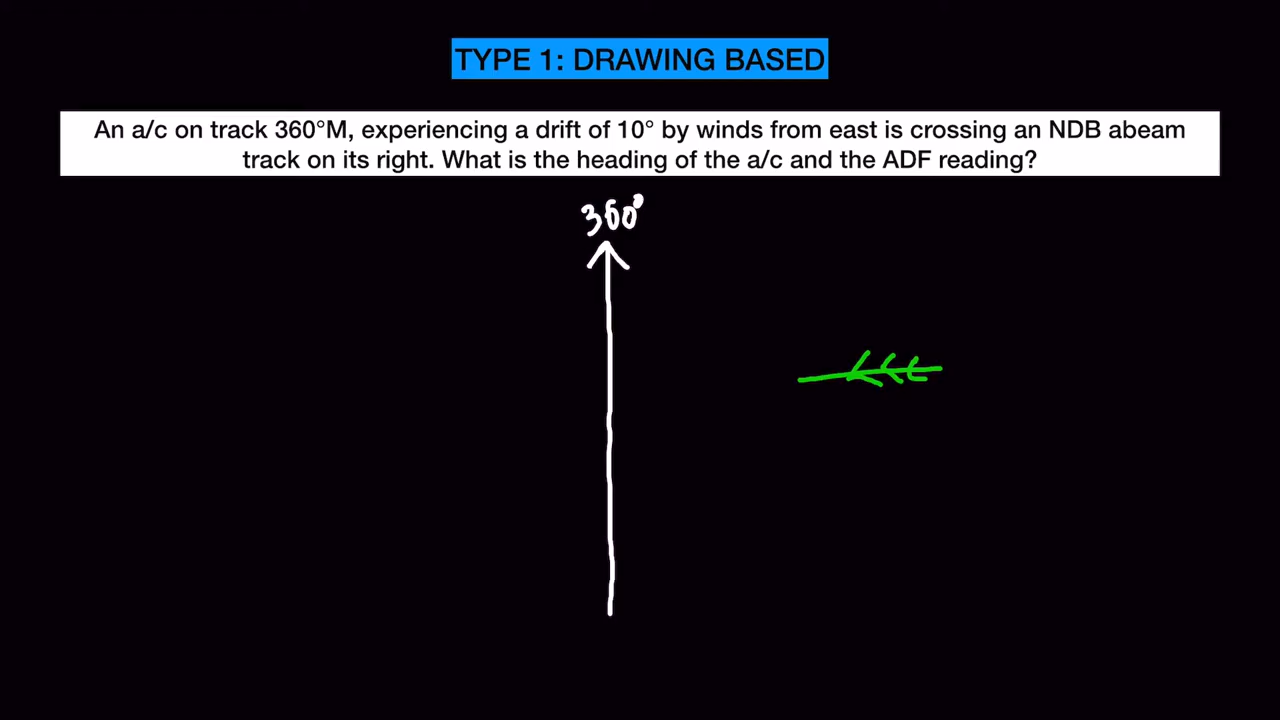 TYPE 1: DRAWING BASED
An a/c on track 360°M, experiencing a drift of 10° by winds from east is crossing an NDB abeam
track on its right. What is the heading of the a/c and the ADF reading?
360°